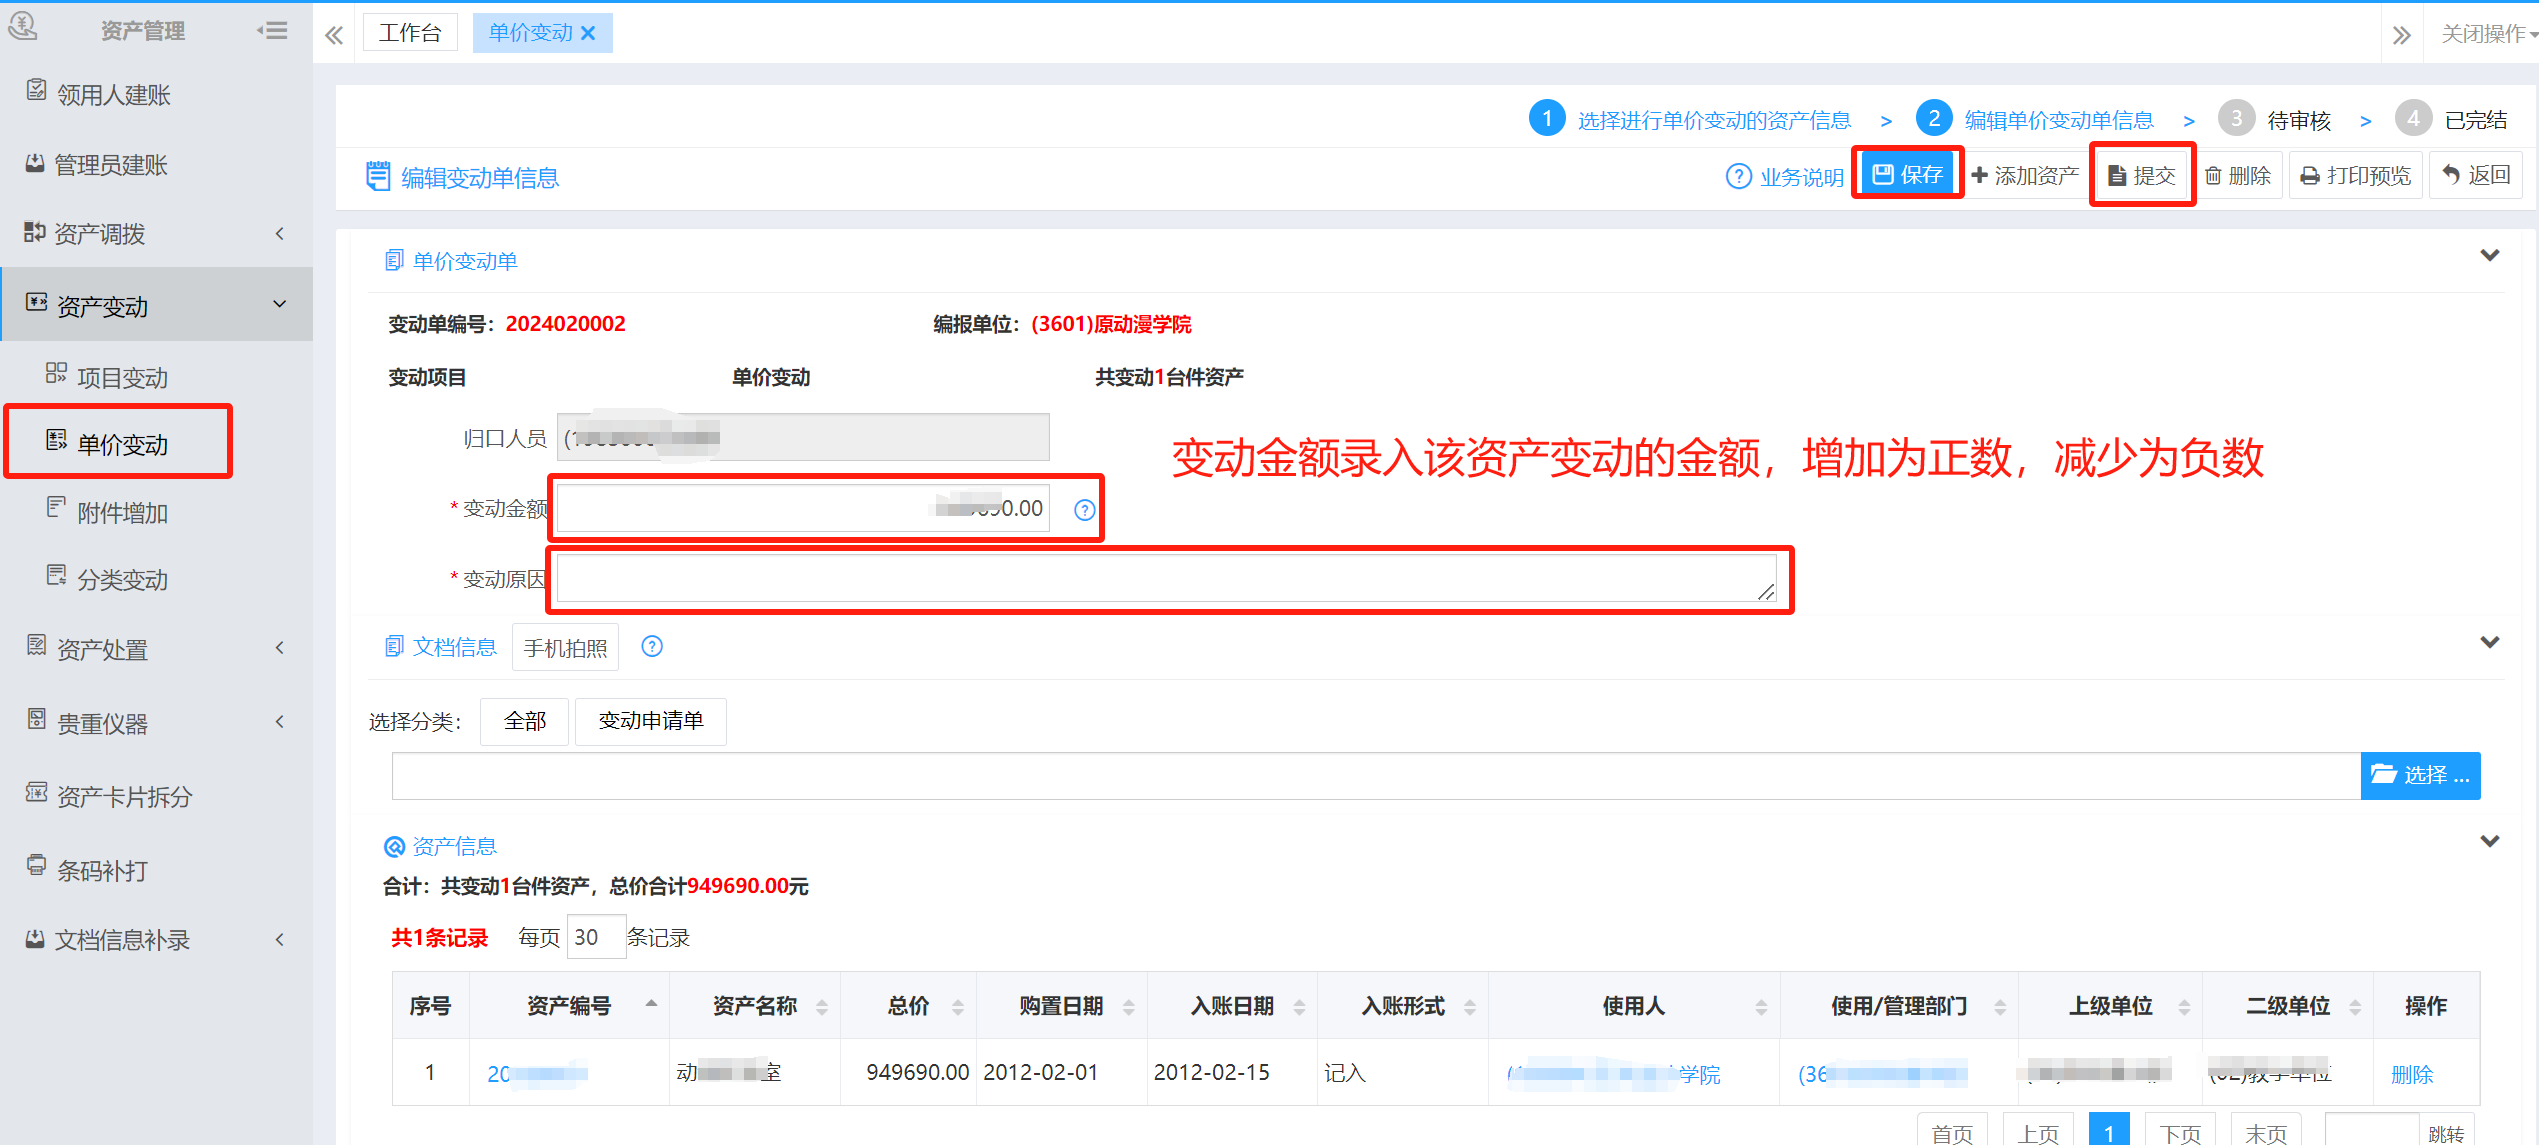 资产管理
工作台
单价变动
关闭操作
领用人建账
管理员建账
资产调拨
资产变动
项目变动
单价变动
附件增加
分类变动
资产处置
贵重仪器
资产卡片拆分
条码补打
文档信息补录
1 选择进行单价变动的资产信息 > 2 编辑单价变动单信息 > 3 待审核 > 4 已完结
编辑变动单信息
业务说明 保存 添加资产 提交 删除 打印预览 返回
单价变动单
变动单编号：2024020002 编报单位：(3601)原动漫学院
变动项目 单价变动 共变动1台件资产
归口人员
变动金额录入该资产变动的金额，增加为正数，减少为负数
* 变动金额 90.00
* 变动原因
文档信息 手机拍照
选择分类： 全部 变动申请单
选择 ...
资产信息
合计：共变动1台件资产，总价合计949690.00元
共1条记录 每页 30 条记录
序号 资产编号 资产名称 总价 购置日期 入账日期 入账形式 使用人 使用/管理部门 上级单位 二级单位 操作
1 20 动 室 949690.00 2012-02-01 2012-02-15 记入 学院 (36 删除
首页 上页 1 下页 末页 跳转